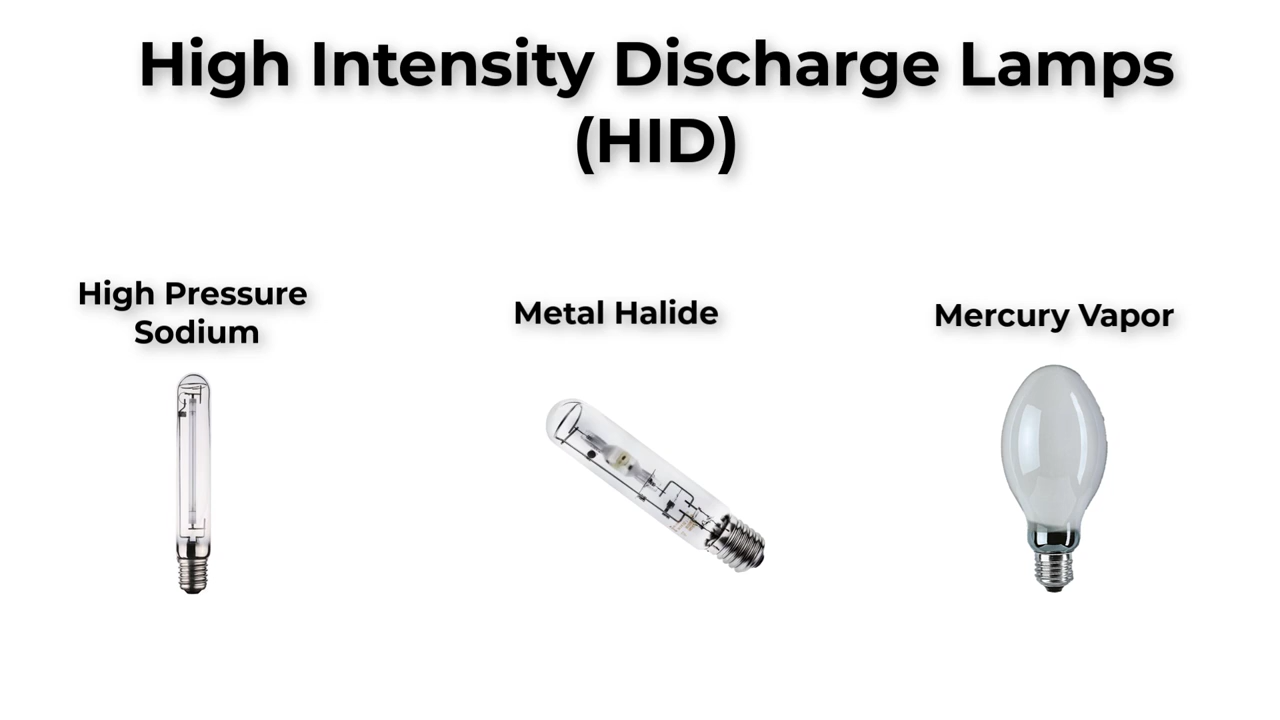 High Intensity Discharge Lamps
(HID)
High Pressure
Sodium
Metal Halide
Mercury Vapor